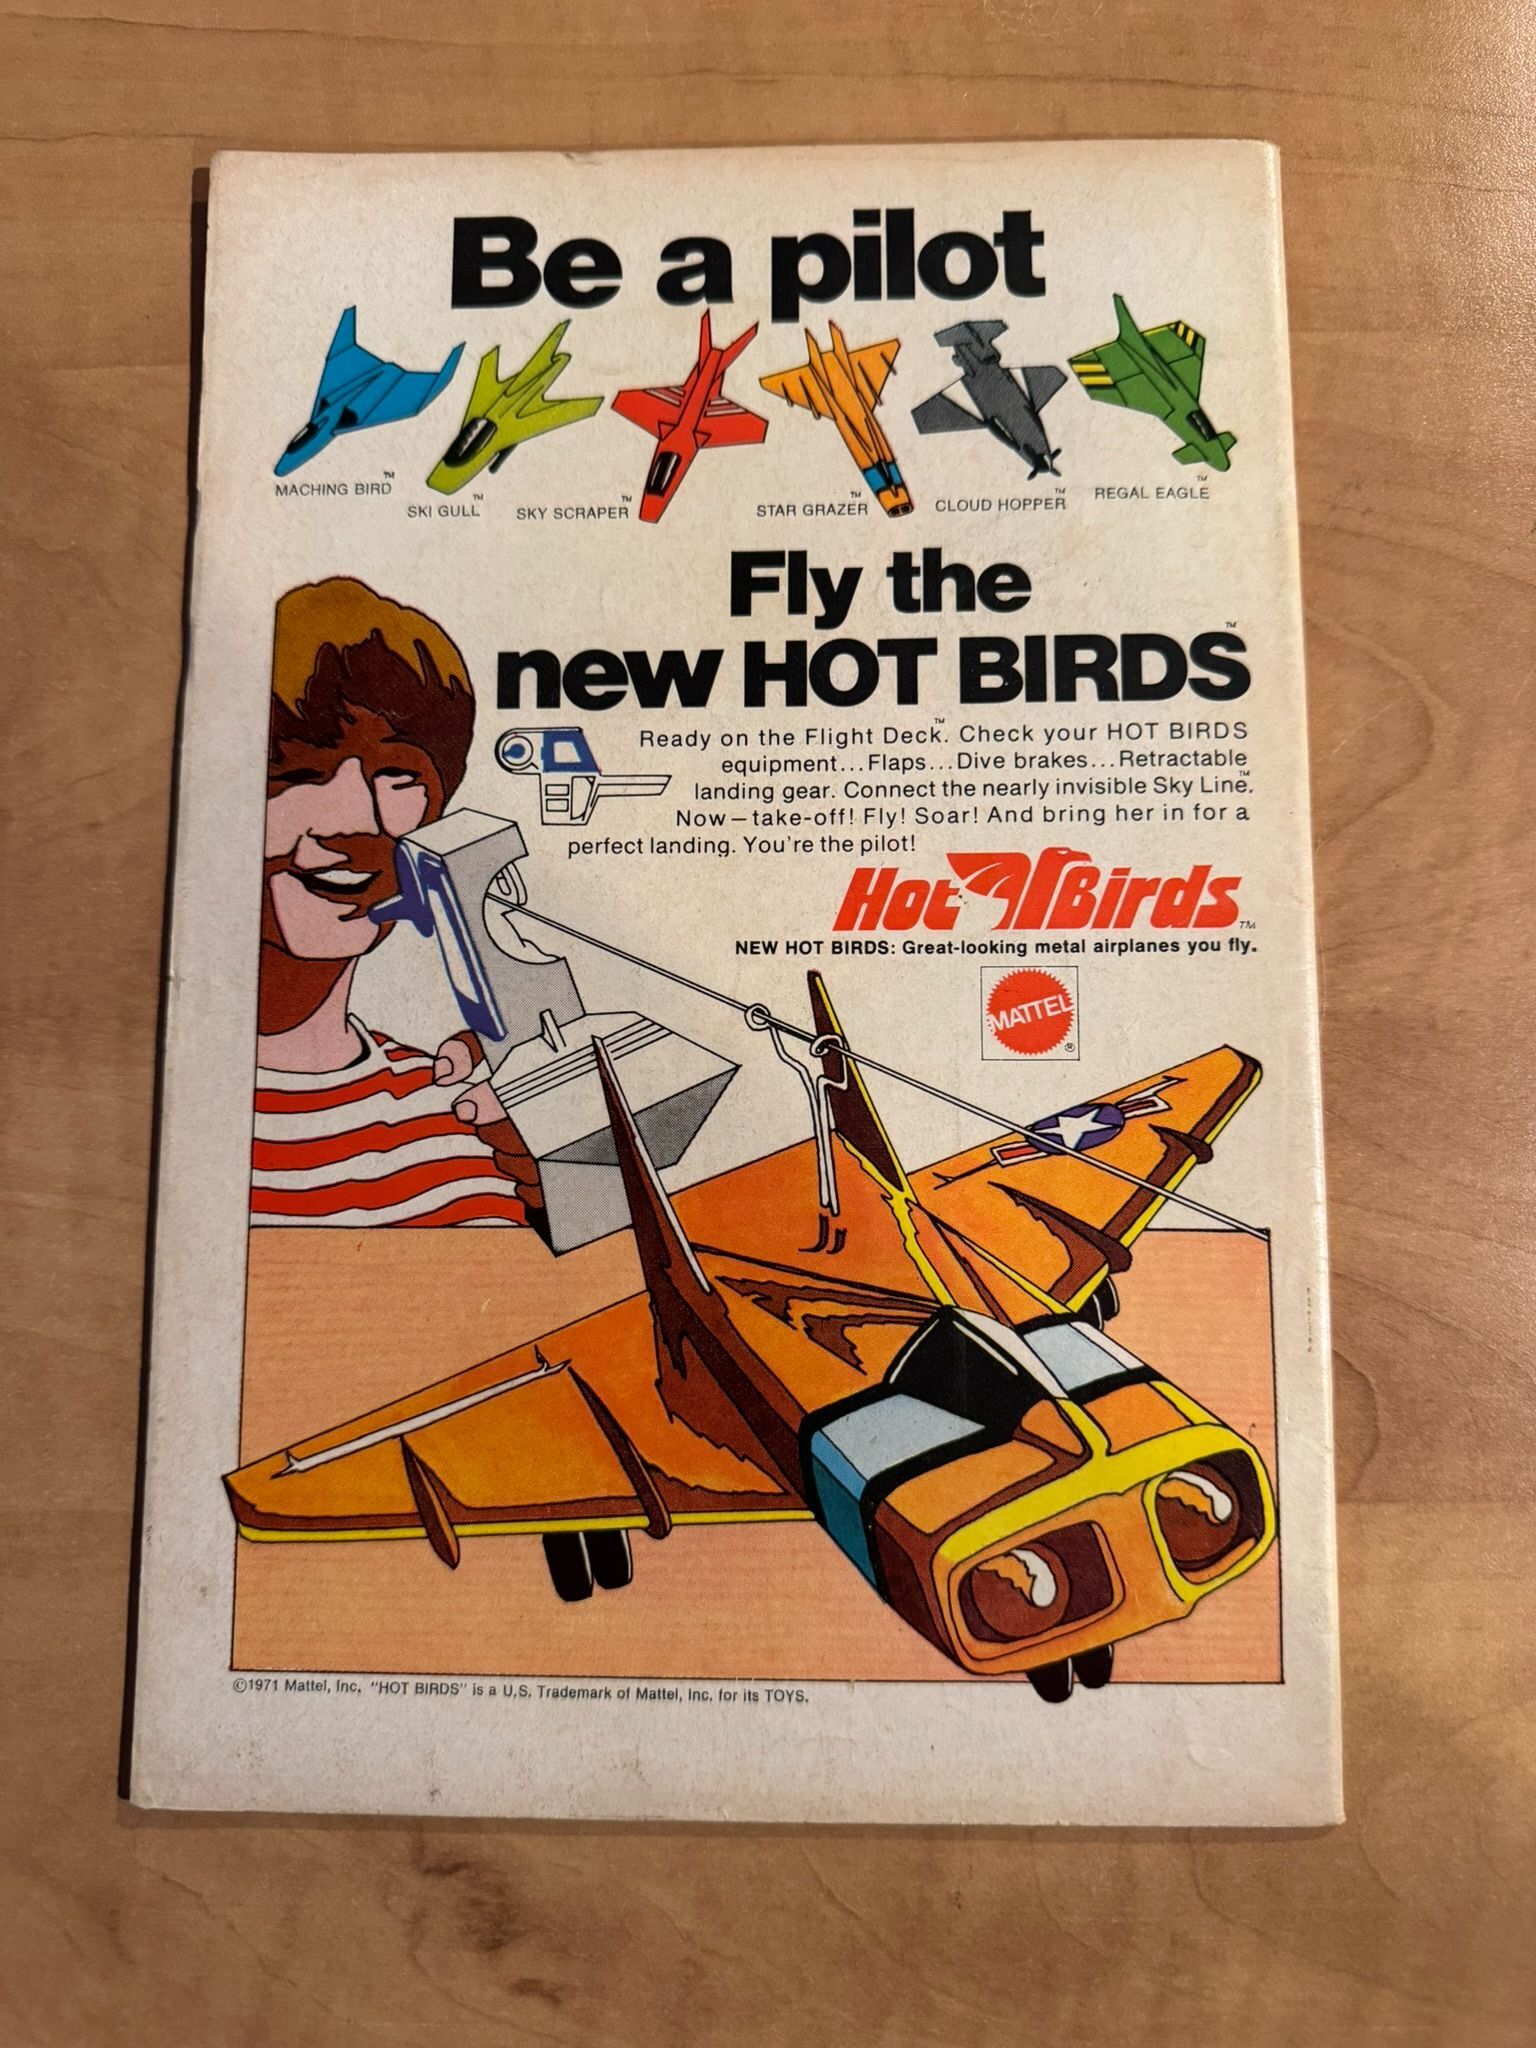 Be a pilot
MACHING BIRD™
SKI GULL™
SKY SCRAPER™
STAR GRAZER™
CLOUD HOPPER™
REGAL EAGLE™
Fly the
new HOT BIRDS™
Ready on the Flight Deck™. Check your HOT BIRDS
equipment...Flaps...Dive brakes...Retractable
landing gear. Connect the nearly invisible Sky Line™.
Now—take-off! Fly! Soar! And bring her in for a
perfect landing. You're the pilot!
Hot Birds™
NEW HOT BIRDS: Great-looking metal airplanes you fly.
MATTEL®
©1971 Mattel, Inc. "HOT BIRDS" is a U.S. Trademark of Mattel, Inc. for its TOYS.